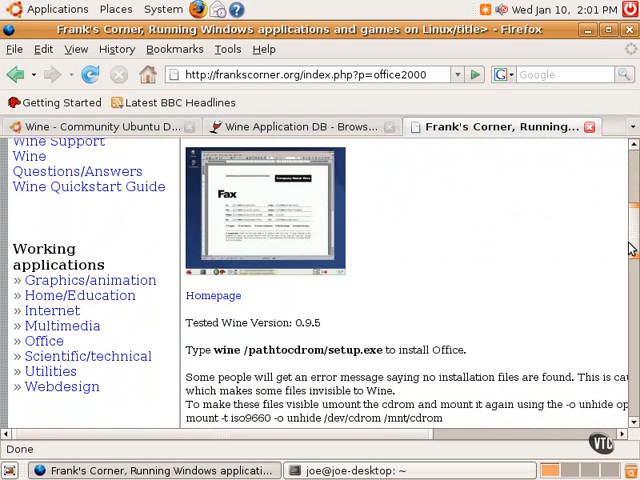 Applications Places System Wed Jan 10, 2:01 PM
Frank's Corner, Running Windows applications and games on Linux/title> - Firefox
File Edit View History Bookmarks Tools Help
http://frankscorner.org/index.php?p=office2000 Google
Getting Started Latest BBC Headlines
Wine - Community Ubuntu D... Wine Application DB - Brows... Frank's Corner, Running...
Wine Support
Wine
Questions/Answers
Wine Quickstart Guide
Working
applications
» Graphics/animation
» Home/Education
» Internet
» Multimedia
» Office
» Scientific/technical
» Utilities
» Webdesign
Fax
Homepage
Tested Wine Version: 0.9.5
Type wine /pathtocdrom/setup.exe to install Office.
Some people will get an error message saying no installation files are found. This is cau
which makes some files invisible to Wine.
To make these files visible umount the cdrom and mount it again using the -o unhide op
mount -t iso9660 -o unhide /dev/cdrom /mnt/cdrom
Done
VTC
Frank's Corner, Running Windows applicati... joe@joe-desktop: ~